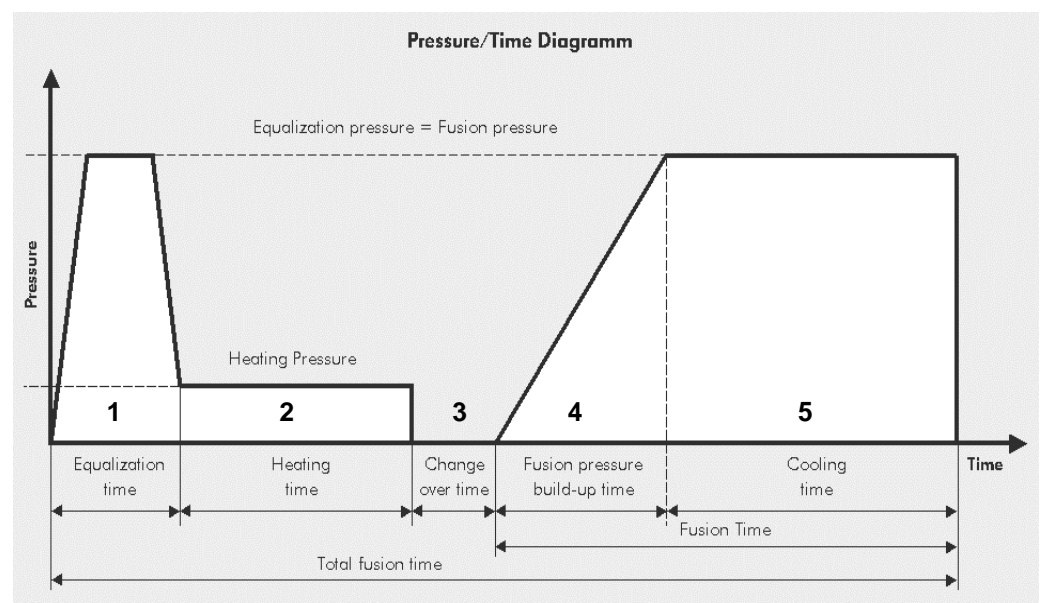 Pressure/Time Diagramm
Equalization pressure = Fusion pressure
Pressure
Heating Pressure
1
2
3
4
5
Equalization
time
Heating
time
Change
over time
Fusion pressure
build-up time
Cooling
time
Time
Fusion Time
Total fusion time